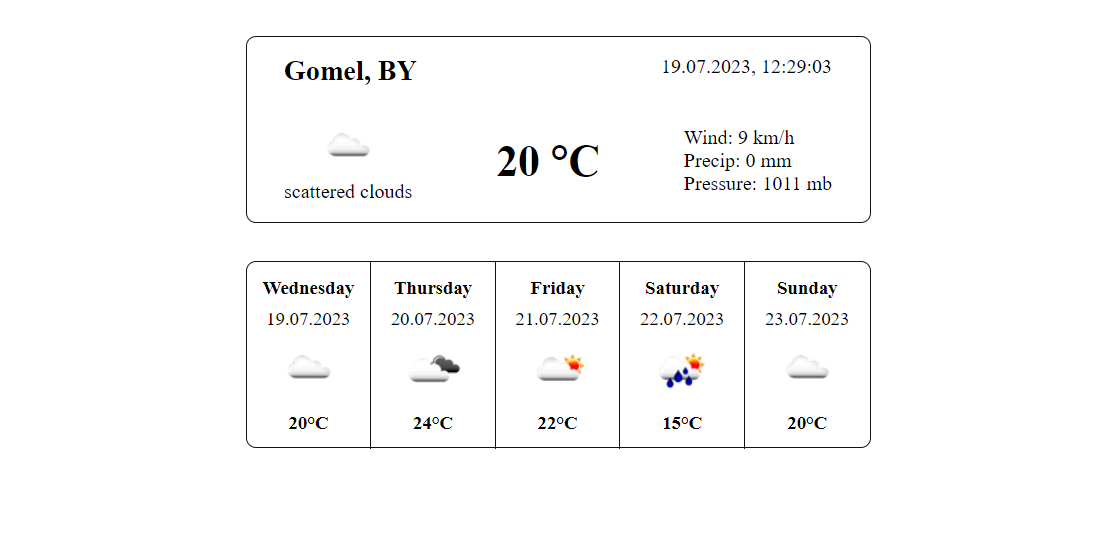 Gomel, BY
19.07.2023, 12:29:03
scattered clouds
20 °C
Wind: 9 km/h
Precip: 0 mm
Pressure: 1011 mb
Wednesday
19.07.2023
20°C
Thursday
20.07.2023
24°C
Friday
21.07.2023
22°C
Saturday
22.07.2023
15°C
Sunday
23.07.2023
20°C